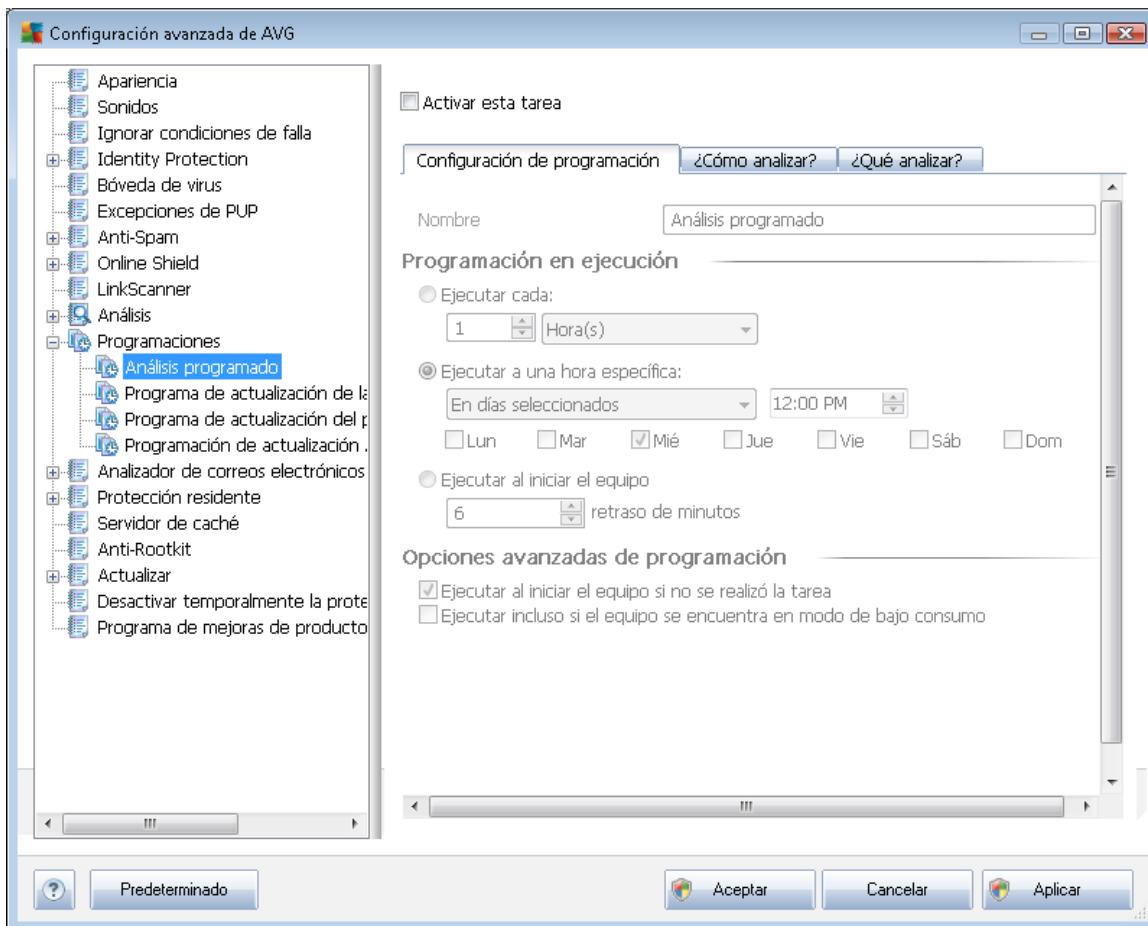 Configuración avanzada de AVG
Apariencia
Sonidos
Ignorar condiciones de falla
Identity Protection
Bóveda de virus
Excepciones de PUP
Anti-Spam
Online Shield
LinkScanner
Análisis
Programaciones
Análisis programado
Programa de actualización de la
Programa de actualización del p
Programación de actualización .
Analizador de correos electrónicos
Protección residente
Servidor de caché
Anti-Rootkit
Actualizar
Desactivar temporalmente la prote
Programa de mejoras de producto
Activar esta tarea
Configuración de programación ¿Cómo analizar? ¿Qué analizar?
Nombre Análisis programado
Programación en ejecución
Ejecutar cada:
1 Hora(s)
Ejecutar a una hora específica:
En días seleccionados 12:00 PM
Lun Mar Mié Jue Vie Sáb Dom
Ejecutar al iniciar el equipo
6 retraso de minutos
Opciones avanzadas de programación
Ejecutar al iniciar el equipo si no se realizó la tarea
Ejecutar incluso si el equipo se encuentra en modo de bajo consumo
? Predeterminado Aceptar Cancelar Aplicar